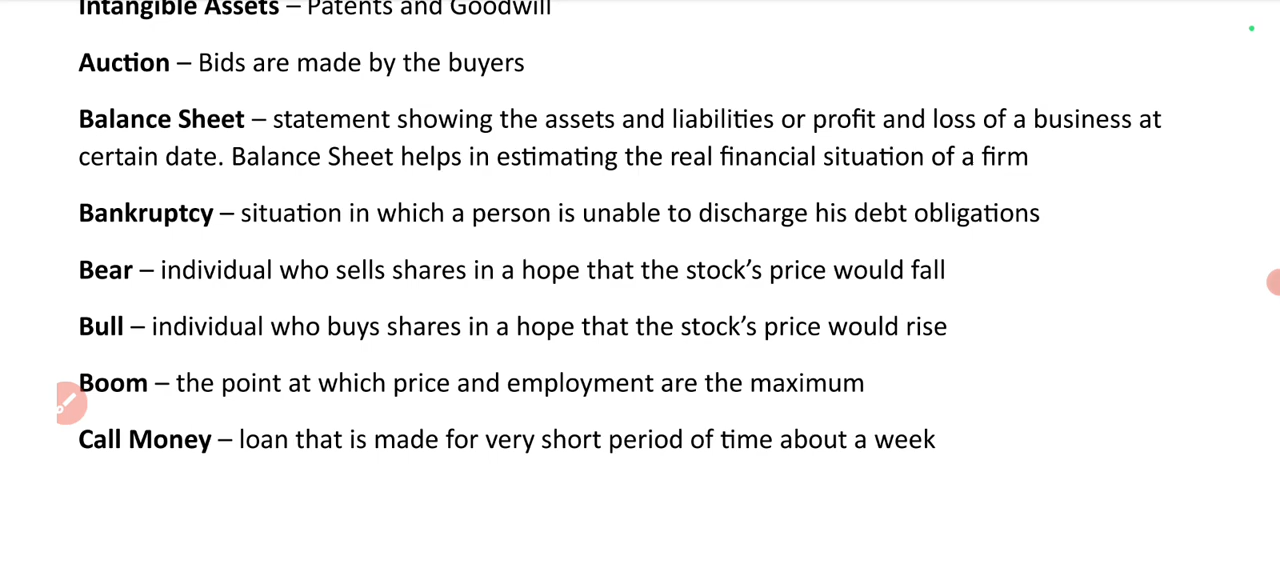 Intangible Assets – Patents and Goodwill
Auction – Bids are made by the buyers
Balance Sheet – statement showing the assets and liabilities or profit and loss of a business at
certain date. Balance Sheet helps in estimating the real financial situation of a firm
Bankruptcy – situation in which a person is unable to discharge his debt obligations
Bear – individual who sells shares in a hope that the stock’s price would fall
Bull – individual who buys shares in a hope that the stock’s price would rise
Boom – the point at which price and employment are the maximum
Call Money – loan that is made for very short period of time about a week